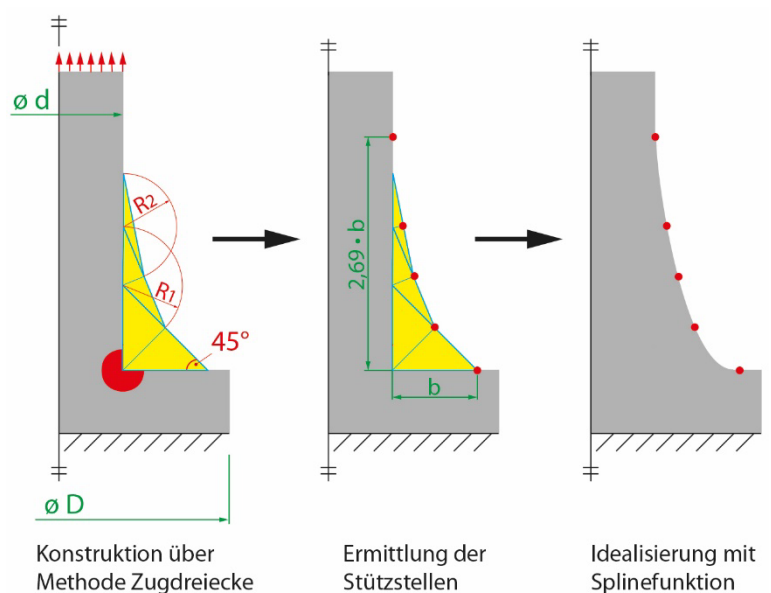 ø d
R2
R1
45°
ø D
2,69 • b
b
Konstruktion über
Methode Zugdreiecke
Ermittlung der
Stützstellen
Idealisierung mit
Splinefunktion